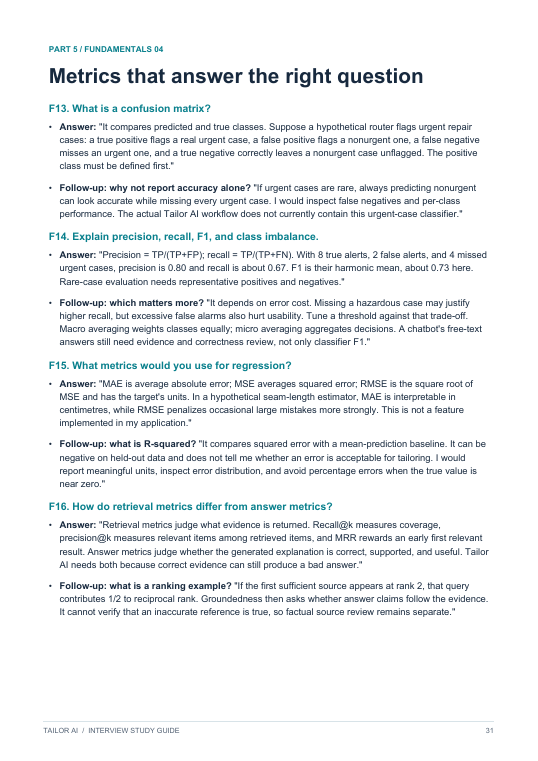 PART 5 / FUNDAMENTALS 04
Metrics that answer the right question
F13. What is a confusion matrix?
• Answer: "It compares predicted and true classes. Suppose a hypothetical router flags urgent repair
cases: a true positive flags a real urgent case, a false positive flags a nonurgent one, a false negative
misses an urgent one, and a true negative correctly leaves a nonurgent case unflagged. The positive
class must be defined first."
• Follow-up: why not report accuracy alone? "If urgent cases are rare, always predicting nonurgent
can look accurate while missing every urgent case. I would inspect false negatives and per-class
performance. The actual Tailor AI workflow does not currently contain this urgent-case classifier."
F14. Explain precision, recall, F1, and class imbalance.
• Answer: "Precision = TP/(TP+FP); recall = TP/(TP+FN). With 8 true alerts, 2 false alerts, and 4 missed
urgent cases, precision is 0.80 and recall is about 0.67. F1 is their harmonic mean, about 0.73 here.
Rare-case evaluation needs representative positives and negatives."
• Follow-up: which matters more? "It depends on error cost. Missing a hazardous case may justify
higher recall, but excessive false alarms also hurt usability. Tune a threshold against that trade-off.
Macro averaging weights classes equally; micro averaging aggregates decisions. A chatbot's free-text
answers still need evidence and correctness review, not only classifier F1."
F15. What metrics would you use for regression?
• Answer: "MAE is average absolute error; MSE averages squared error; RMSE is the square root of
MSE and has the target's units. In a hypothetical seam-length estimator, MAE is interpretable in
centimetres, while RMSE penalizes occasional large mistakes more strongly. This is not a feature
implemented in my application."
• Follow-up: what is R-squared? "It compares squared error with a mean-prediction baseline. It can be
negative on held-out data and does not tell me whether an error is acceptable for tailoring. I would
report meaningful units, inspect error distribution, and avoid percentage errors when the true value is
near zero."
F16. How do retrieval metrics differ from answer metrics?
• Answer: "Retrieval metrics judge what evidence is returned. Recall@k measures coverage,
precision@k measures relevant items among retrieved items, and MRR rewards an early first relevant
result. Answer metrics judge whether the generated explanation is correct, supported, and useful. Tailor
AI needs both because correct evidence can still produce a bad answer."
• Follow-up: what is a ranking example? "If the first sufficient source appears at rank 2, that query
contributes 1/2 to reciprocal rank. Groundedness then asks whether answer claims follow the evidence.
It cannot verify that an inaccurate reference is true, so factual source review remains separate."
TAILOR AI / INTERVIEW STUDY GUIDE
31